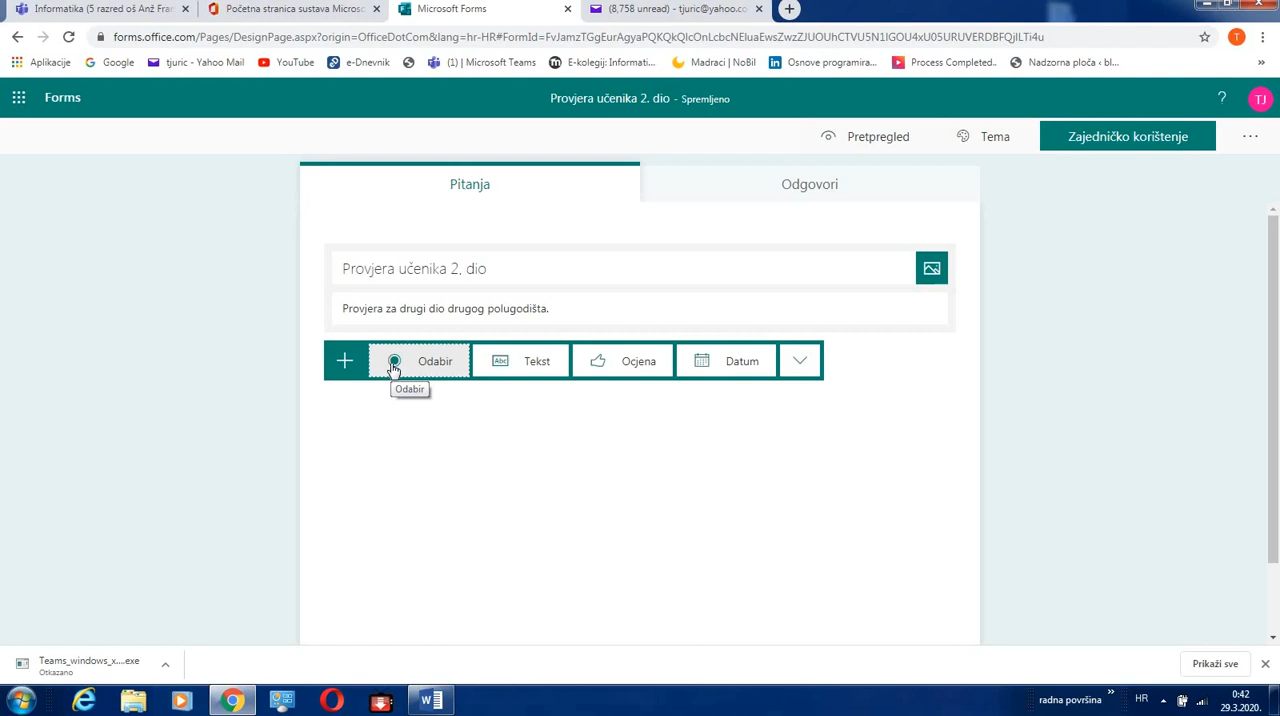 Informatika (5 razred oš Anž Fran
Početna stranica sustava Microso
Microsoft Forms
(8,758 unread) - tjuric@yahoo.co
forms.office.com/Pages/DesignPage.aspx?origin=OfficeDotCom&lang=hr-HR#FormId=
T
Aplikacije
Google
tjuric - Yahoo Mail
YouTube
e-Dnevnik
(1) | Microsoft Teams
E-kolegij: Informati...
Madraci | NoBil
Osnove programira...
Process Completed..
Nadzorna ploča ‹ bl...
»
Forms
Provjera učenika 2. dio - Spremljeno
?
TJ
Pretpregled
Tema
Zajedničko korištenje
...
Pitanja
Odgovori
Provjera učenika 2, dio
Provjera za drugi dio drugog polugodišta.
Odabir
Abc
Tekst
Ocjena
Datum
Odabir
Teams_windows_x....exe
Otkazano
Prikaži sve
radna površina
»
HR
0:42
29.3.2020.